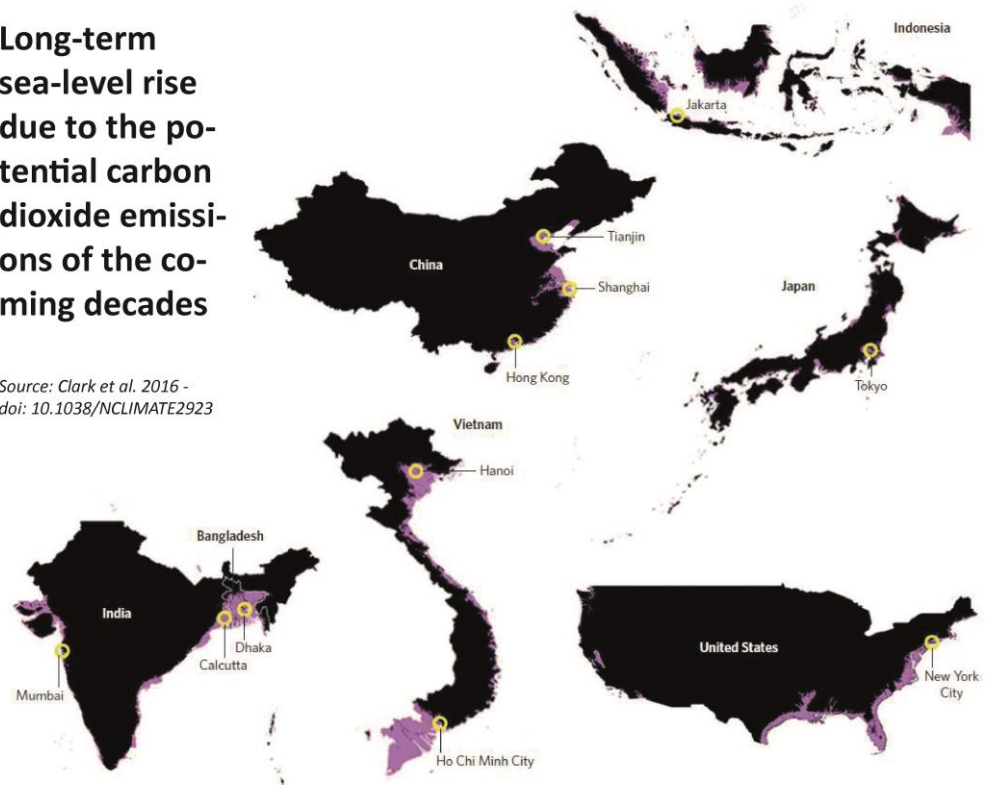 Long-term
sea-level rise
due to the po-
tential carbon
dioxide emissi-
ons of the co-
ming decades
Source: Clark et al. 2016 -
doi: 10.1038/NCLIMATE2923
Indonesia
Jakarta
China
Tianjin
Shanghai
Hong Kong
Japan
Tokyo
Vietnam
Hanoi
Ho Chi Minh City
Bangladesh
India
Dhaka
Calcutta
Mumbai
United States
New York
City